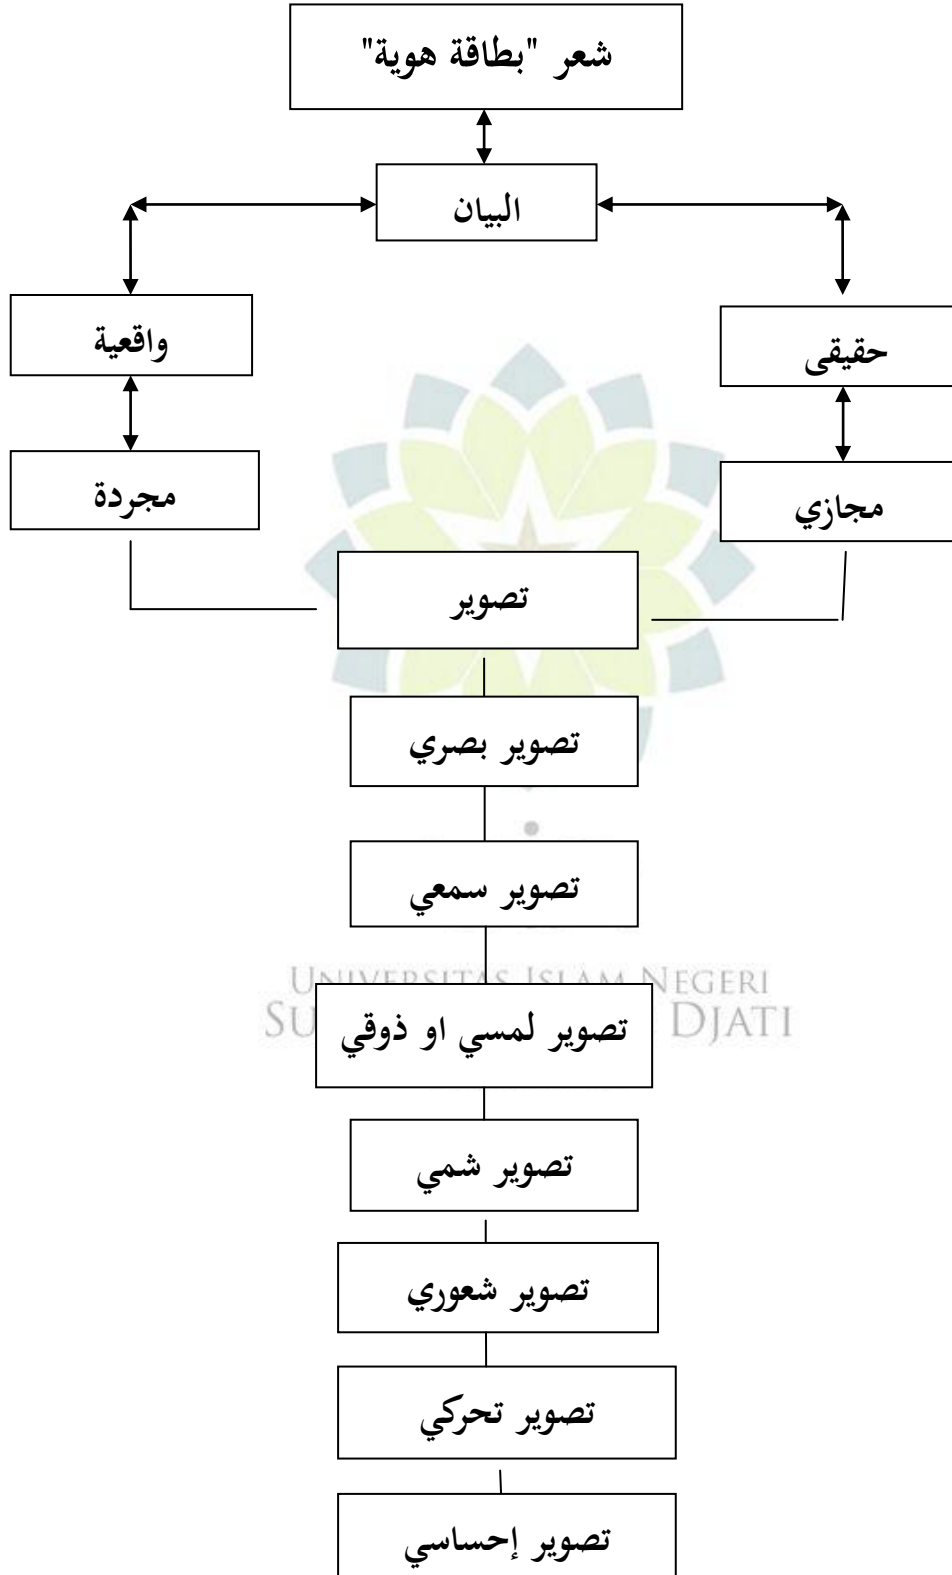 شعر "بطاقة هوية"
البيان
حقيقى
واقعية
مجازي
مجردة
تصوير
تصوير بصري
تصوير سمعي
UNIVERSITAS ISLAM NEGERI
SU DJATI
تصوير لمسي او ذوقي
تصوير شمي
تصوير شعوري
تصوير تحركي
تصوير إحساسي